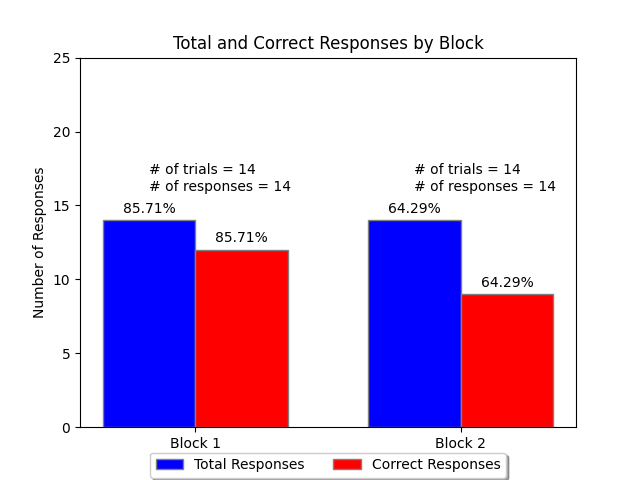 Total and Correct Responses by Block
Number of Responses
25
20
15
10
5
0
# of trials = 14
# of responses = 14
85.71%
85.71%
# of trials = 14
# of responses = 14
64.29%
64.29%
Block 1
Block 2
Total Responses
Correct Responses